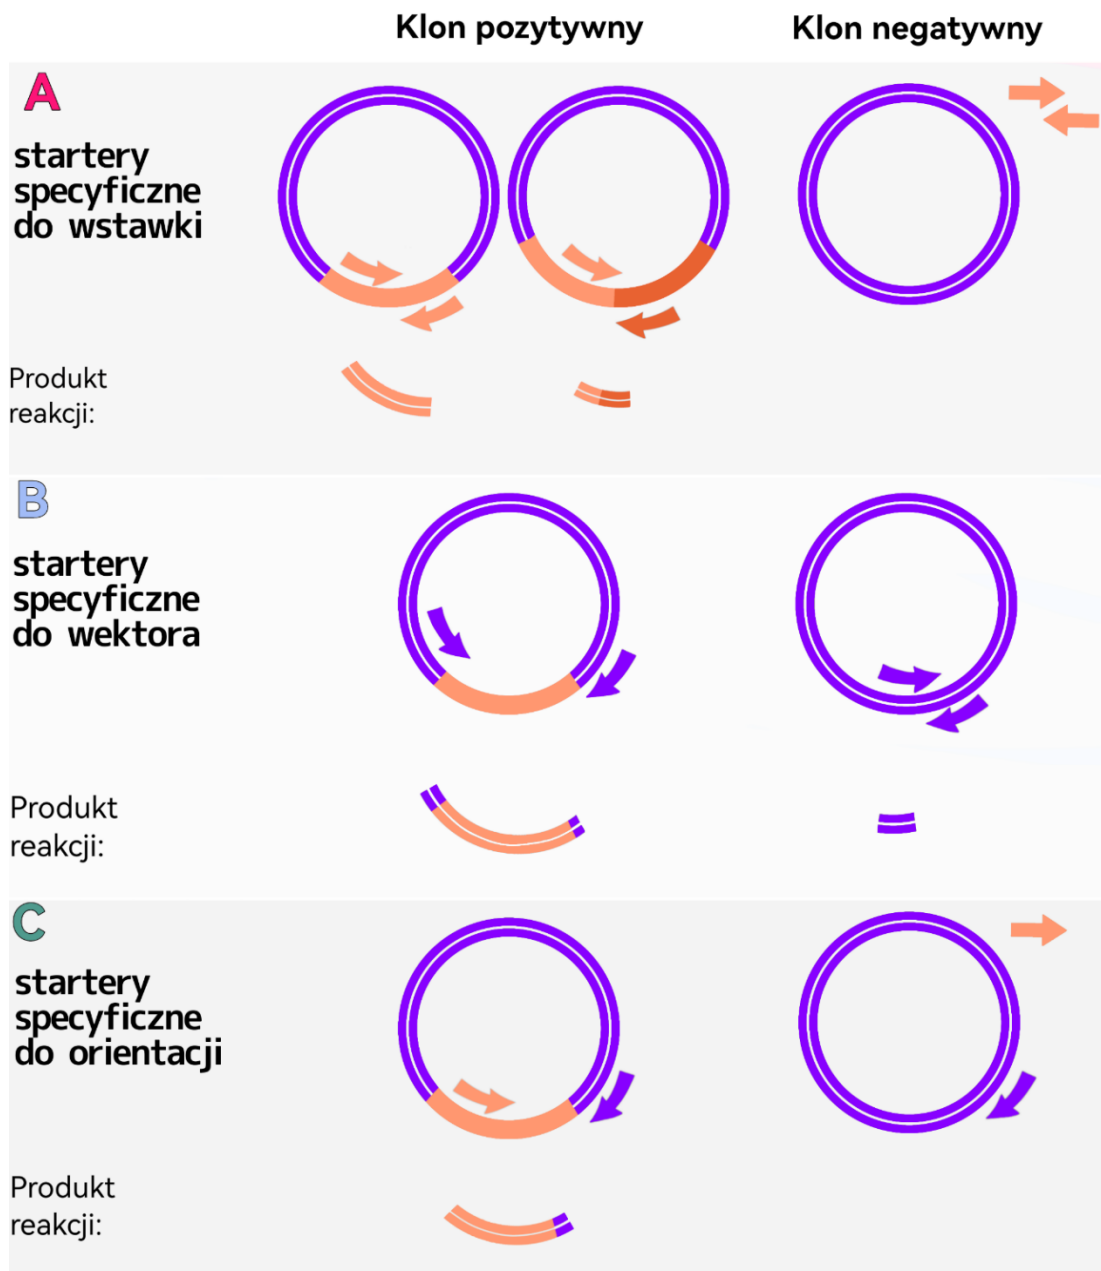 Klon pozytywny
Klon negatywny
A
startery
specyficzne
do wstawki
Produkt
reakcji:
B
startery
specyficzne
do wektora
Produkt
reakcji:
C
startery
specyficzne
do orientacji
Produkt
reakcji: